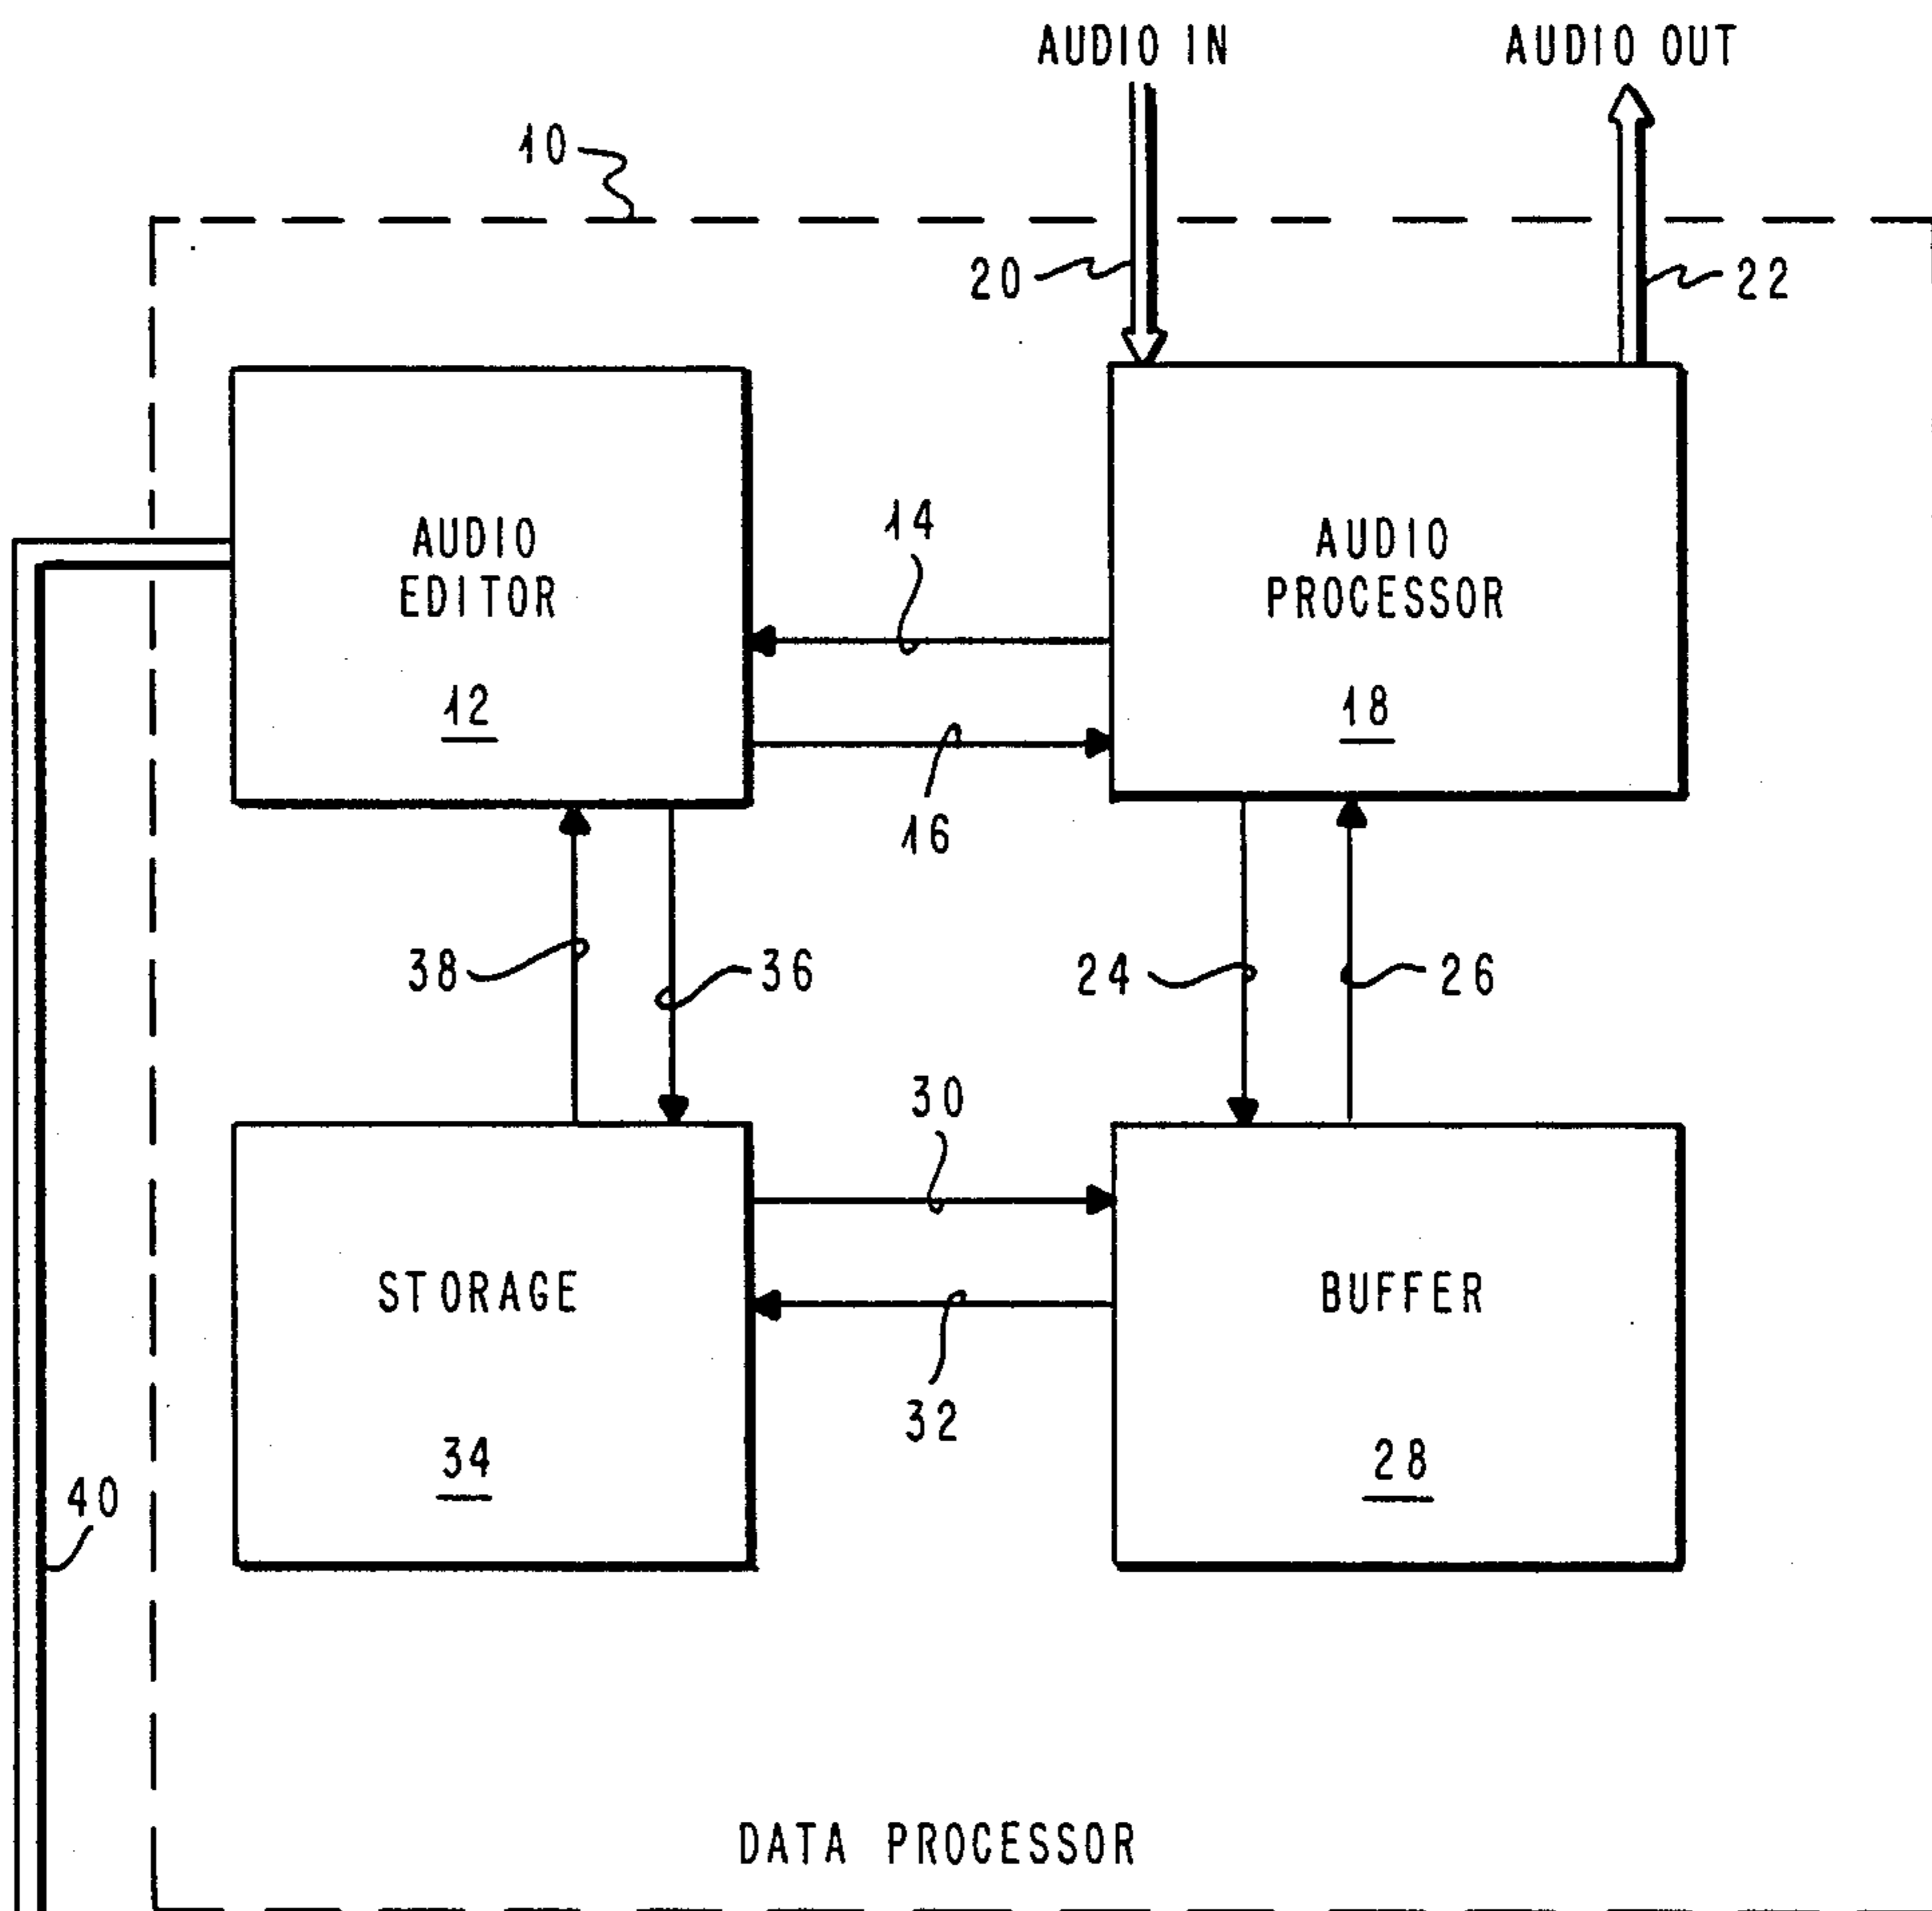 AUDIO IN
AUDIO OUT
10
20
22
AUDIO
EDITOR
12
14
16
AUDIO
PROCESSOR
18
38
36
24
26
30
STORAGE
34
32
BUFFER
28
40
DATA PROCESSOR